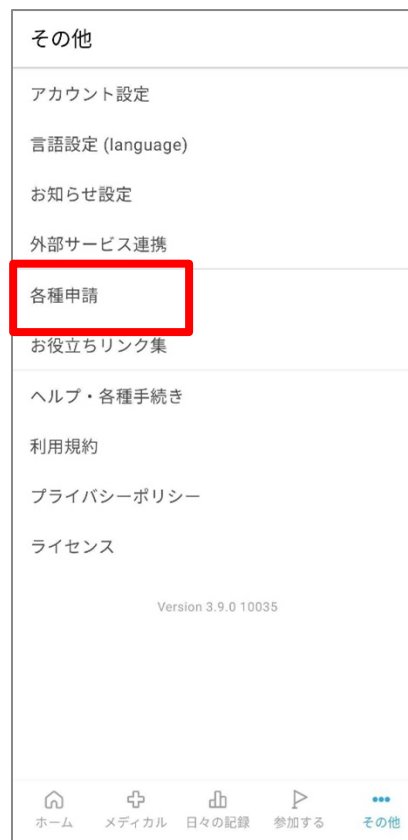 その他
アカウント設定
言語設定 (language)
お知らせ設定
外部サービス連携
各種申請
お役立ちリンク集
ヘルプ・各種手続き
利用規約
プライバシーポリシー
ライセンス
Version 3.9.0 10035
ホーム メディカル 日々の記録 参加する その他